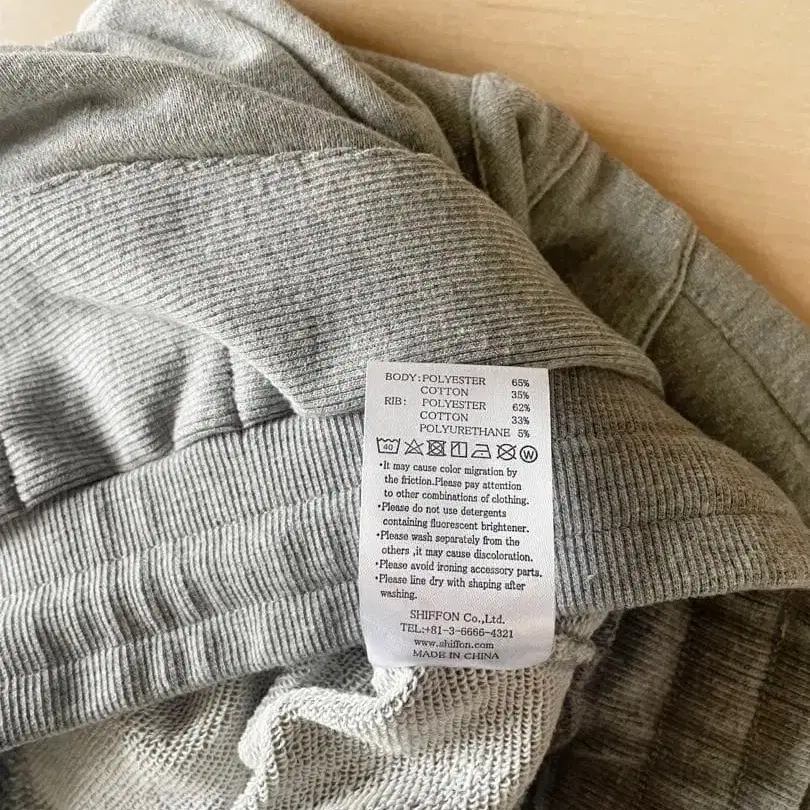 BODY:POLYESTER 65%
COTTON 35%
RIB: POLYESTER 62%
COTTON 33%
POLYURETHANE 5%
40 W
•It may cause color migration by
the friction.Please pay attention
to other combinations of clothing.
•Please do not use detergents
containing fluorescent brightener.
•Please wash separately from the
others ,it may cause discoloration.
•Please avoid ironing accessory parts.
•Please line dry with shaping after
washing.
SHIFFON Co.,Ltd.
TEL:+81-3-6666-4321
www.shiffon.com
MADE IN CHINA